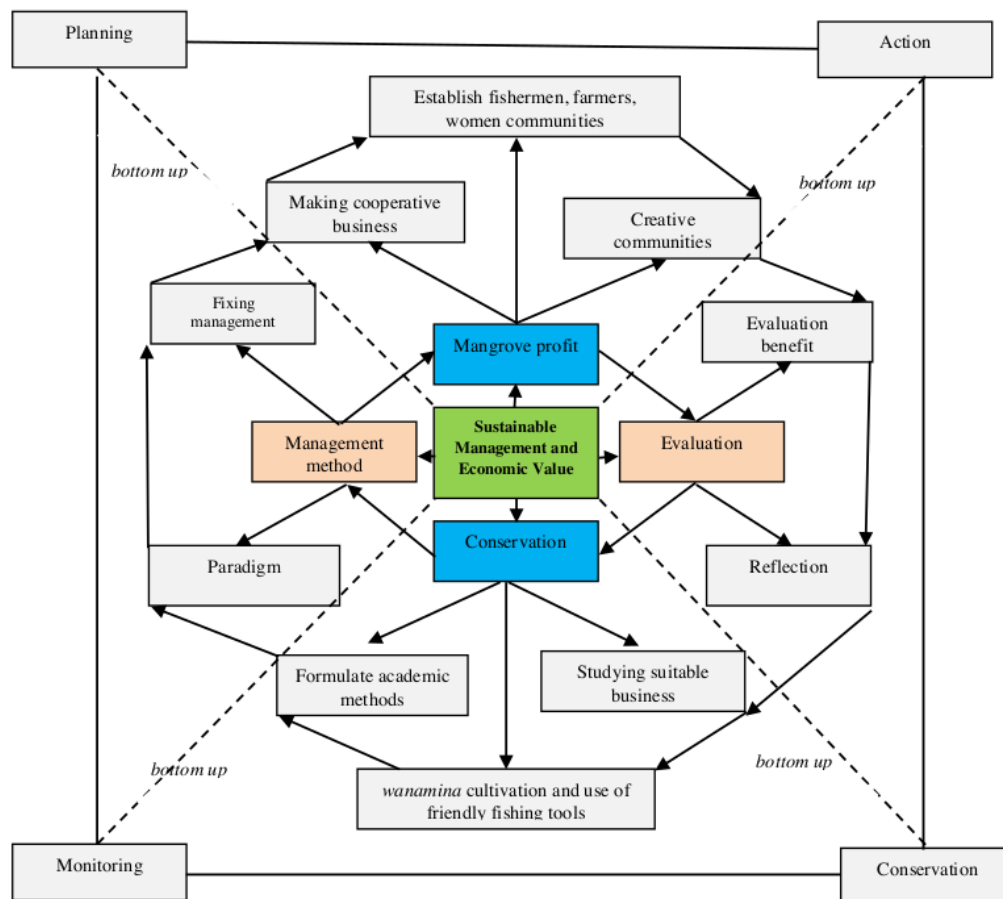 Planning
Action
Establish fishermen, farmers,
women communities
bottom up
bottom up
Making cooperative
business
Creative
communities
Fixing
management
Evaluation
benefit
Mangrove profit
Management
method
Sustainable
Management and
Economic Value
Evaluation
Conservation
Paradigm
Reflection
Formulate academic
methods
Studying suitable
business
bottom up
bottom up
wanamina cultivation and use of
friendly fishing tools
Monitoring
Conservation